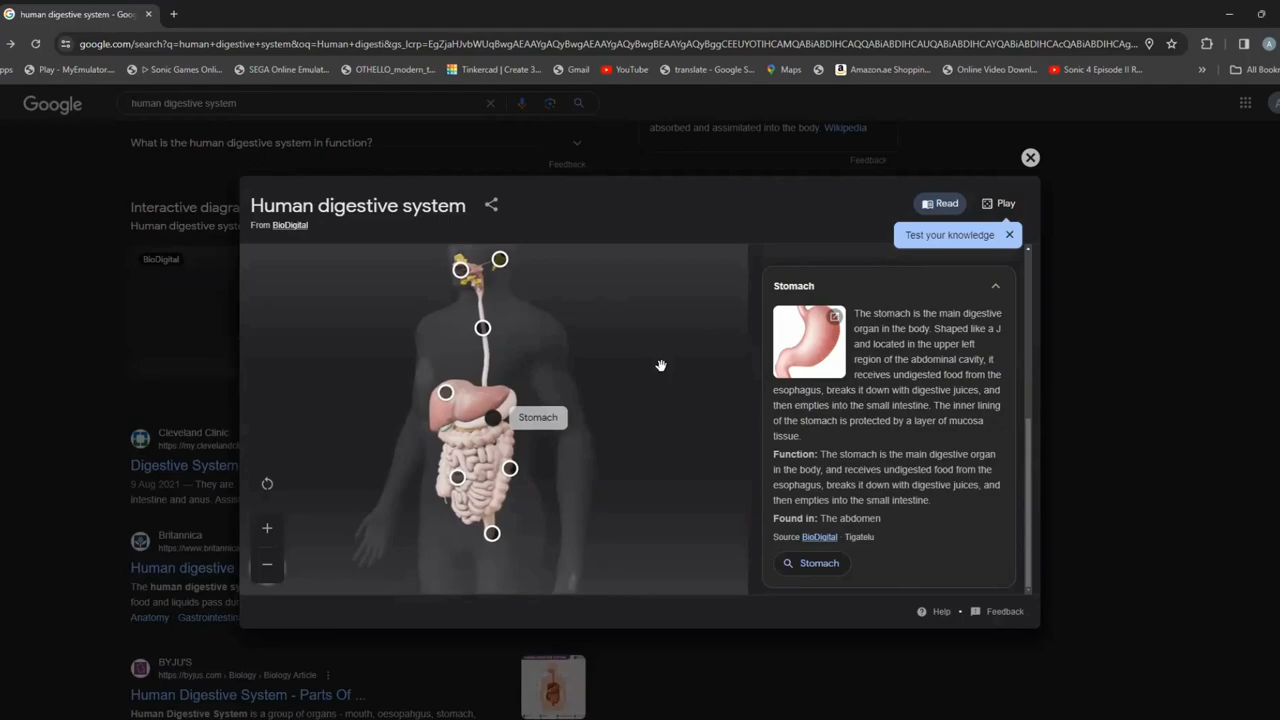 human digestive system - Goo
google.com/search?q=human+digestive+system&oq=Human+digesti&gs_lcrp=EgZjaHJvbWUqBwgAEAAYgAQyBwgAEAAYgAQyBwgBEAAYgAQyBggCEEUYOTIHCAMQABiABDIHCAQQABiABDIHCAUQABiABDIHCAYQABiABDIHCAcQABiABDIHCAgQ...
pps
Play - MyEmulator....
Sonic Games Onli...
SEGA Online Emulat...
OTHELLO_modern_t...
Tinkercad | Create 3...
Gmail
YouTube
translate - Google S...
Maps
Amazon.ae Shoppin...
Online Video Downl...
Sonic 4 Episode II R...
All Book
Google
human digestive system
What is the human digestive system in function?
Feedback
absorbed and assimilated into the body. Wikipedia
Feedback
Interactive diagra
Human digestive syst
BioDigital
Human digestive system
From BioDigital
Read
Play
Test your knowledge
Stomach
Stomach
The stomach is the main digestive
organ in the body. Shaped like a J
and located in the upper left
region of the abdominal cavity, it
receives undigested food from the
esophagus, breaks it down with digestive juices, and
then empties into the small intestine. The inner lining
of the stomach is protected by a layer of mucosa
tissue.
Function: The stomach is the main digestive organ
in the body, and receives undigested food from the
esophagus, breaks it down with digestive juices, and
then empties into the small intestine.
Found in: The abdomen
Source BioDigital · Tigatelu
Stomach
Help • Feedback
Cleveland Clinic
https://my.clevelandc
Digestive System
9 Aug 2021 — They are
intestine and anus. Assis
Britannica
https://www.britannica
Human digestive
The human digestive sy
food and liquids pass du
Anatomy · Gastrointestin
BYJU'S
https://byjus.com › Biology › Biology Article
Human Digestive System - Parts Of ...
Human Digestive System is a group of organs - mouth, oesopahgus, stomach,